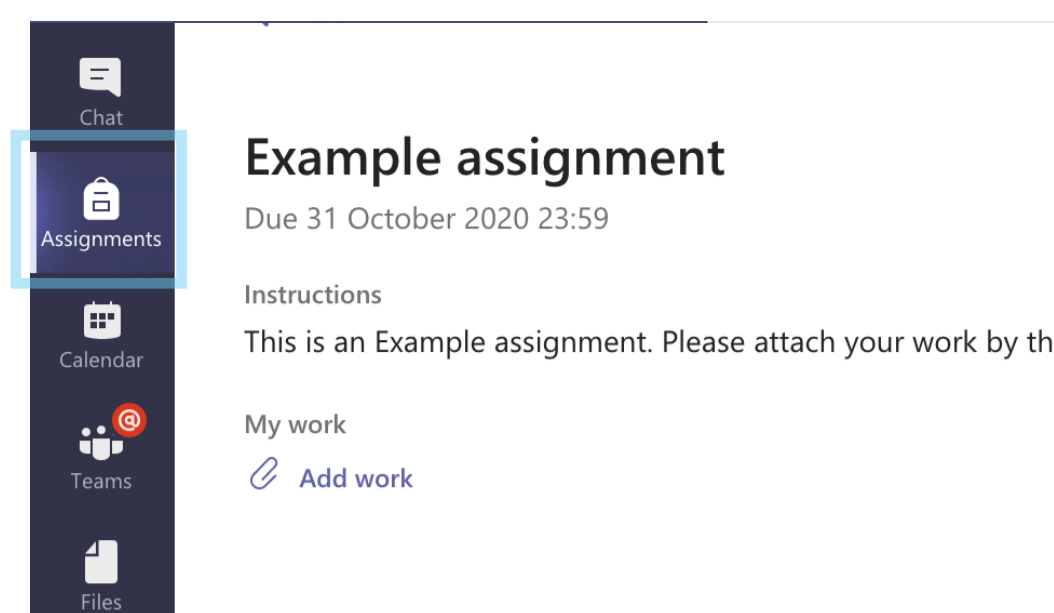 Chat
Assignments
Calendar
@
Teams
Files
Example assignment
Due 31 October 2020 23:59
Instructions
This is an Example assignment. Please attach your work by th
My work
Add work